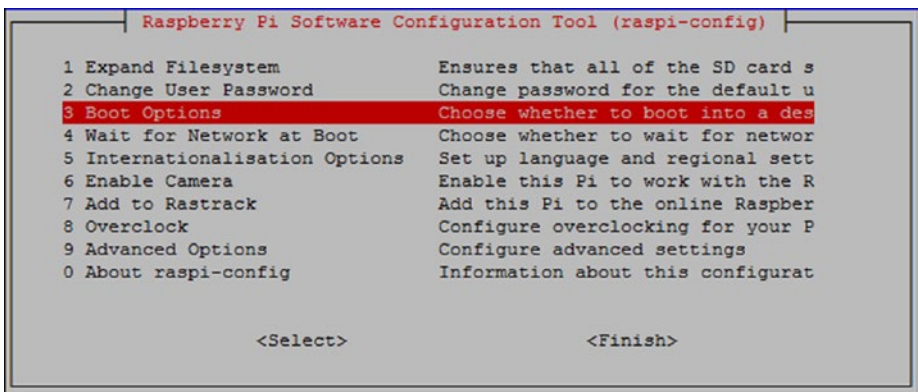 Raspberry Pi Software Configuration Tool (raspi-config)
1 Expand Filesystem Ensures that all of the SD card s
2 Change User Password Change password for the default u
3 Boot Options Choose whether to boot into a des
4 Wait for Network at Boot Choose whether to wait for networ
5 Internationalisation Options Set up language and regional sett
6 Enable Camera Enable this Pi to work with the R
7 Add to Rastrack Add this Pi to the online Raspber
8 Overclock Configure overclocking for your P
9 Advanced Options Configure advanced settings
0 About raspi-config Information about this configurat
<Select> <Finish>